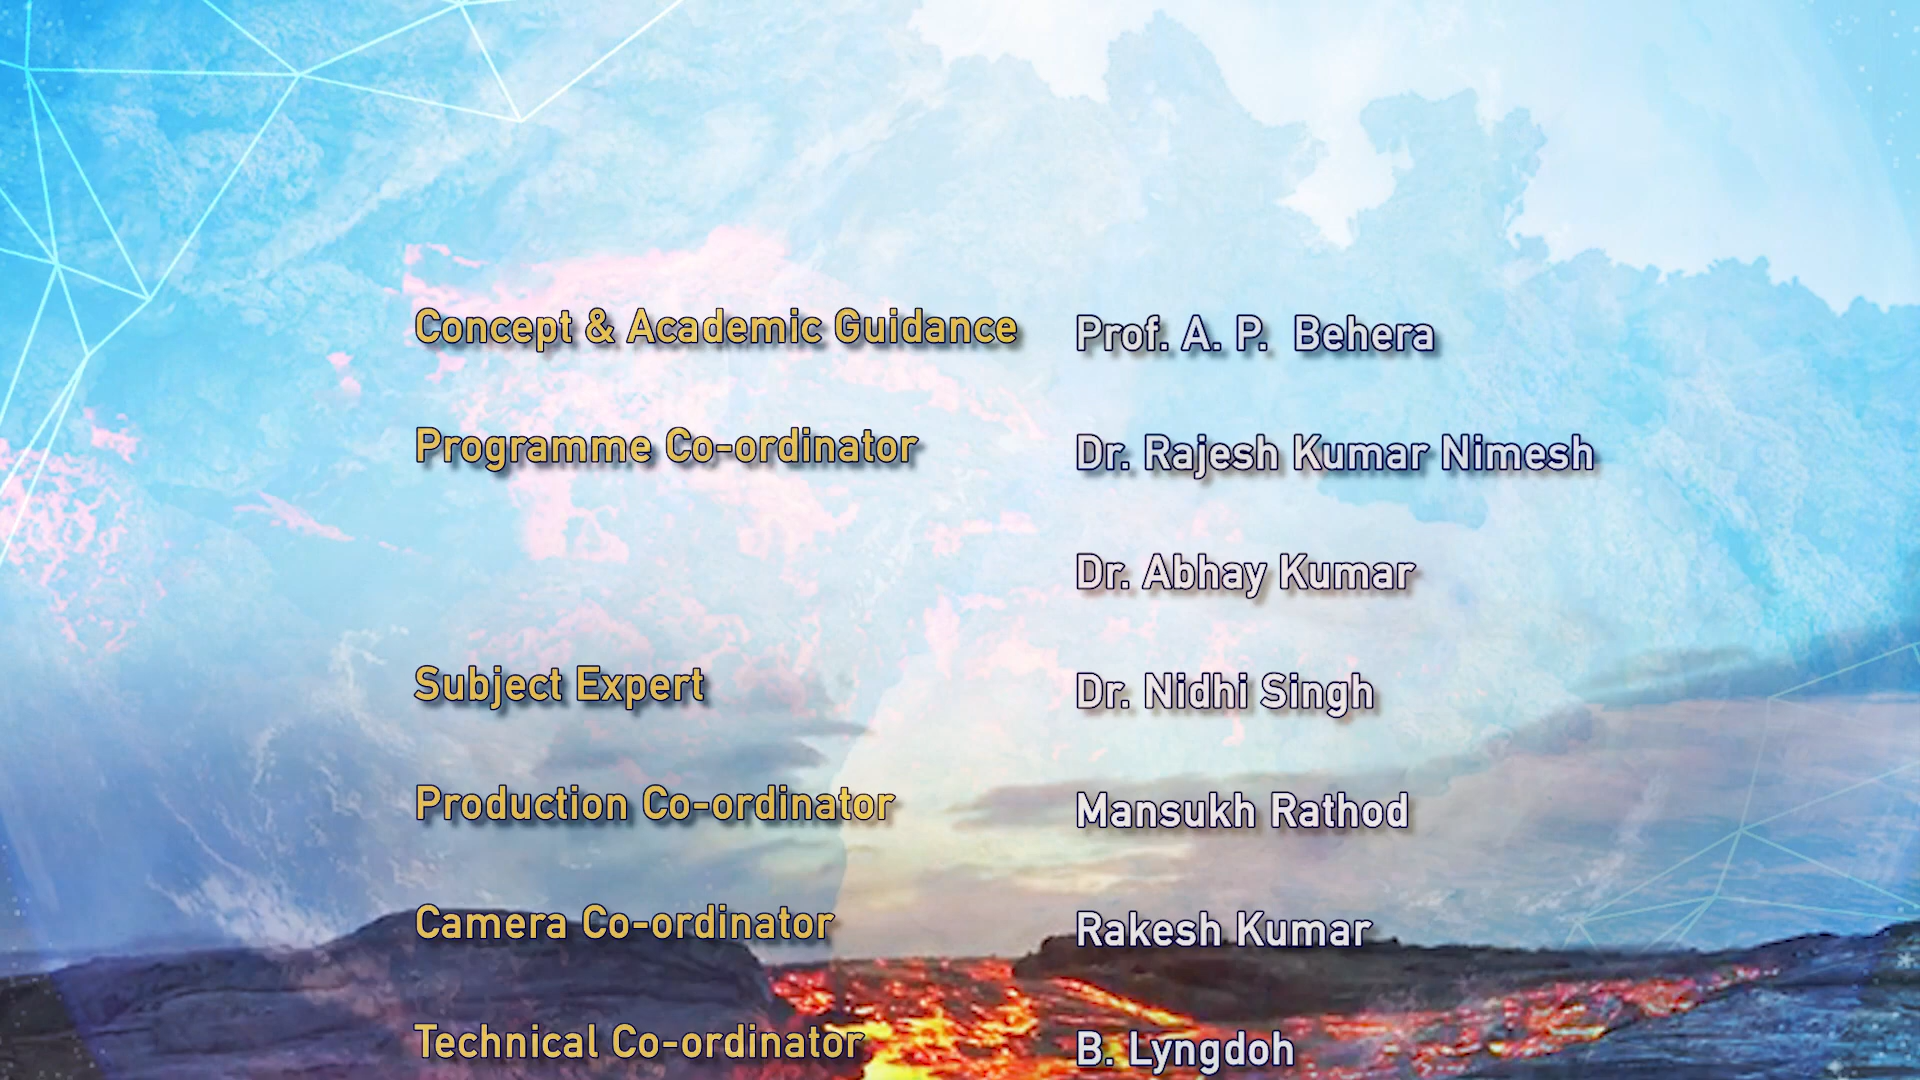 Concept & Academic Guidance Prof. A. P. Behera
Programme Co-ordinator Dr. Rajesh Kumar Nimesh
Dr. Abhay Kumar
Subject Expert Dr. Nidhi Singh
Production Co-ordinator Mansukh Rathod
Camera Co-ordinator Rakesh Kumar
Technical Co-ordinator B. Lyngdoh